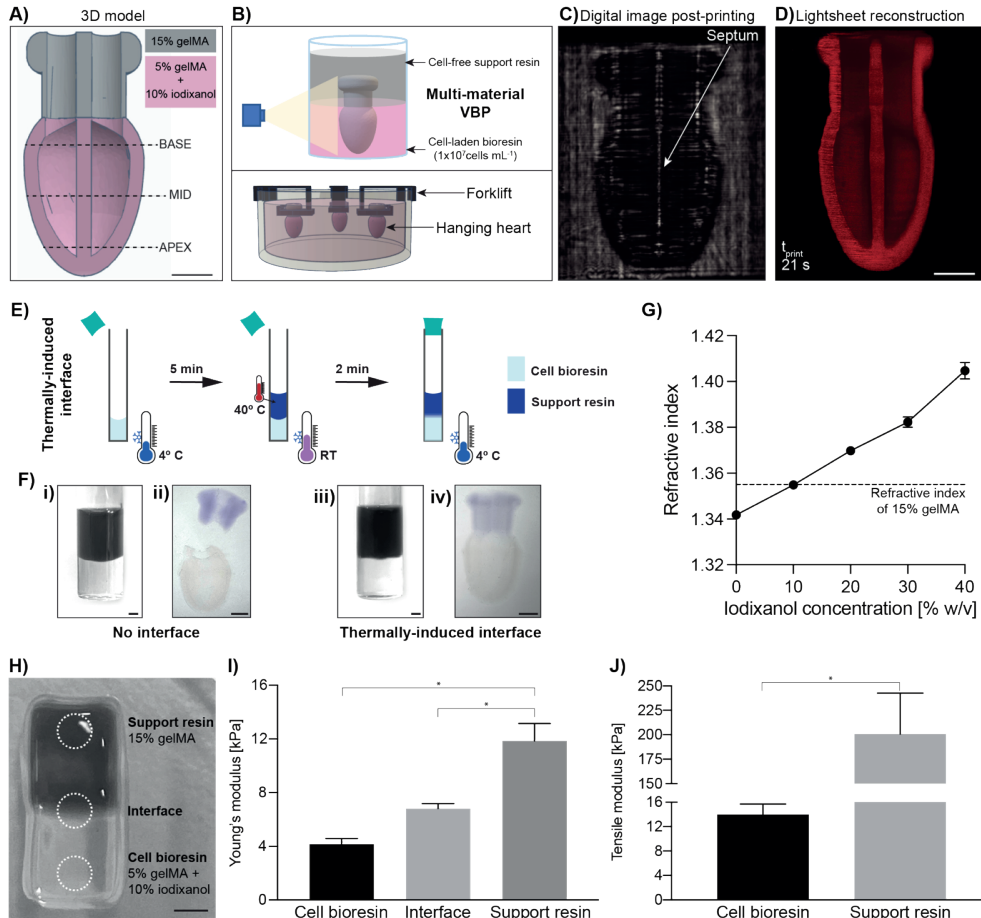 A)
3D model
15% gelMA
5% gelMA
+
10% iodixanol
BASE
MID
APEX
B)
Cell-free support resin
Multi-material
VBP
Cell-laden bioresin
(1x10⁷cells mL⁻¹)
Forklift
Hanging heart
C) Digital image post-printing
Septum
D) Lightsheet reconstruction
t print
21 s
E)
Thermally-induced
interface
5 min
2 min
40º C
4º C
RT
4º C
Cell bioresin
Support resin
F)
i)
ii)
iii)
iv)
No interface
Thermally-induced interface
G)
Refractive index
1.42
1.40
1.38
1.36
1.34
1.32
Refractive index
of 15% gelMA
0
10
20
30
40
Iodixanol concentration [% w/v]
H)
Support resin
15% gelMA
Interface
Cell bioresin
5% gelMA +
10% iodixanol
I)
Young's modulus [kPa]
16
12
8
4
0
*
*
Cell bioresin
Interface
Support resin
J)
Tensile modulus [kPa]
250
225
200
175
150
16
12
8
4
0
*
Cell bioresin
Support resin